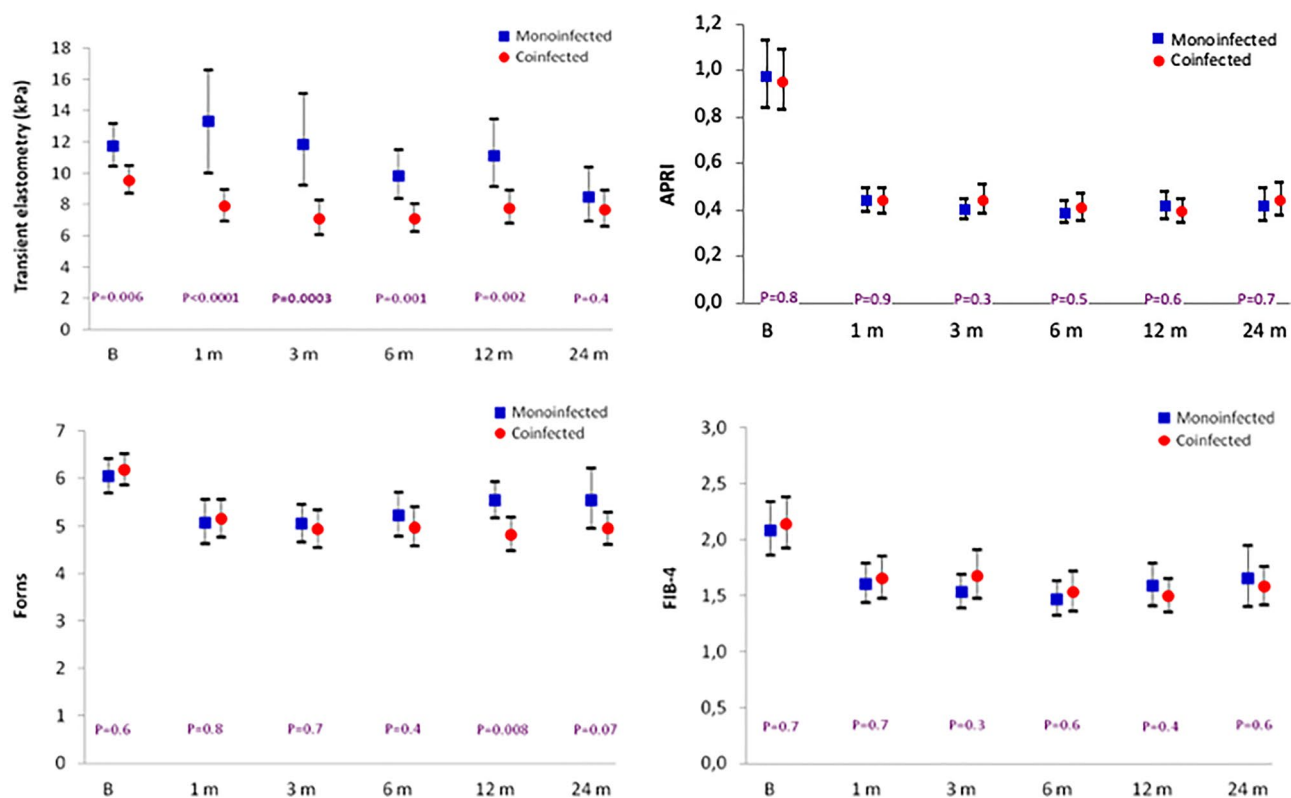 Monoinfected
Coinfected
Transient elastometry (kPa)
18
16
14
12
10
8
6
4
2
0
P=0.006 P<0.0001 P=0.0003 P=0.001 P=0.002 P=0.4
B 1 m 3 m 6 m 12 m 24 m
Monoinfected
Coinfected
APRI
1,2
1,0
0,8
0,6
0,4
0,2
0,0
P=0.8 P=0.9 P=0.3 P=0.5 P=0.6 P=0.7
B 1 m 3 m 6 m 12 m 24 m
Monoinfected
Coinfected
Forns
7
6
5
4
3
2
1
0
P=0.6 P=0.8 P=0.7 P=0.4 P=0.008 P=0.07
B 1 m 3 m 6 m 12 m 24 m
Monoinfected
Coinfected
FIB-4
3,0
2,5
2,0
1,5
1,0
0,5
0,0
P=0.7 P=0.7 P=0.3 P=0.6 P=0.4 P=0.6
B 1 m 3 m 6 m 12 m 24 m